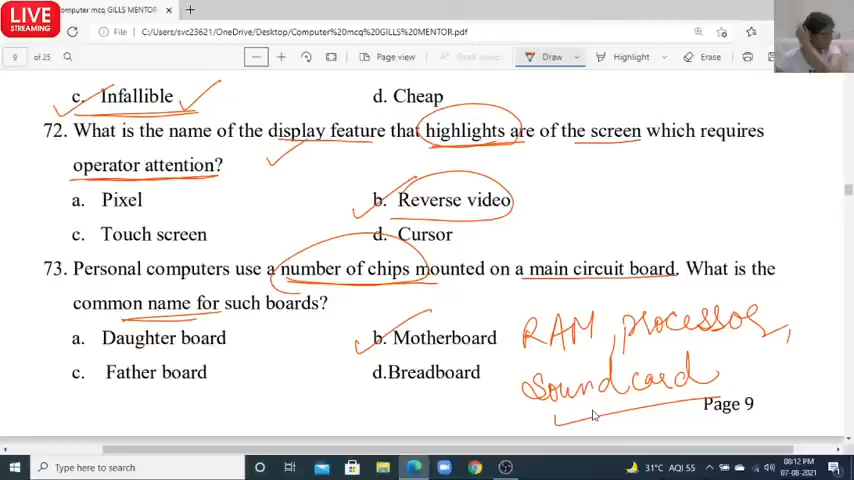 LIVE
STREAMING
Computer mcq GILLS MENTOR.pdf
File
C:/Users/svc23621/OneDrive/Desktop/Computer%20mcq%20GILLS%20MENTOR.pdf
9 of 25
Page view
Read aloud
Draw
Highlight
Erase
c. Infallible d. Cheap
72. What is the name of the display feature that highlights are of the screen which requires
operator attention?
a. Pixel b. Reverse video
c. Touch screen d. Cursor
73. Personal computers use a number of chips mounted on a main circuit board. What is the
common name for such boards?
a. Daughter board b. Motherboard
c. Father board d.Breadboard
RAM, processor,
Soundcard
Page 9
Type here to search
31°C AQI 55
08:12 PM
07-08-2021